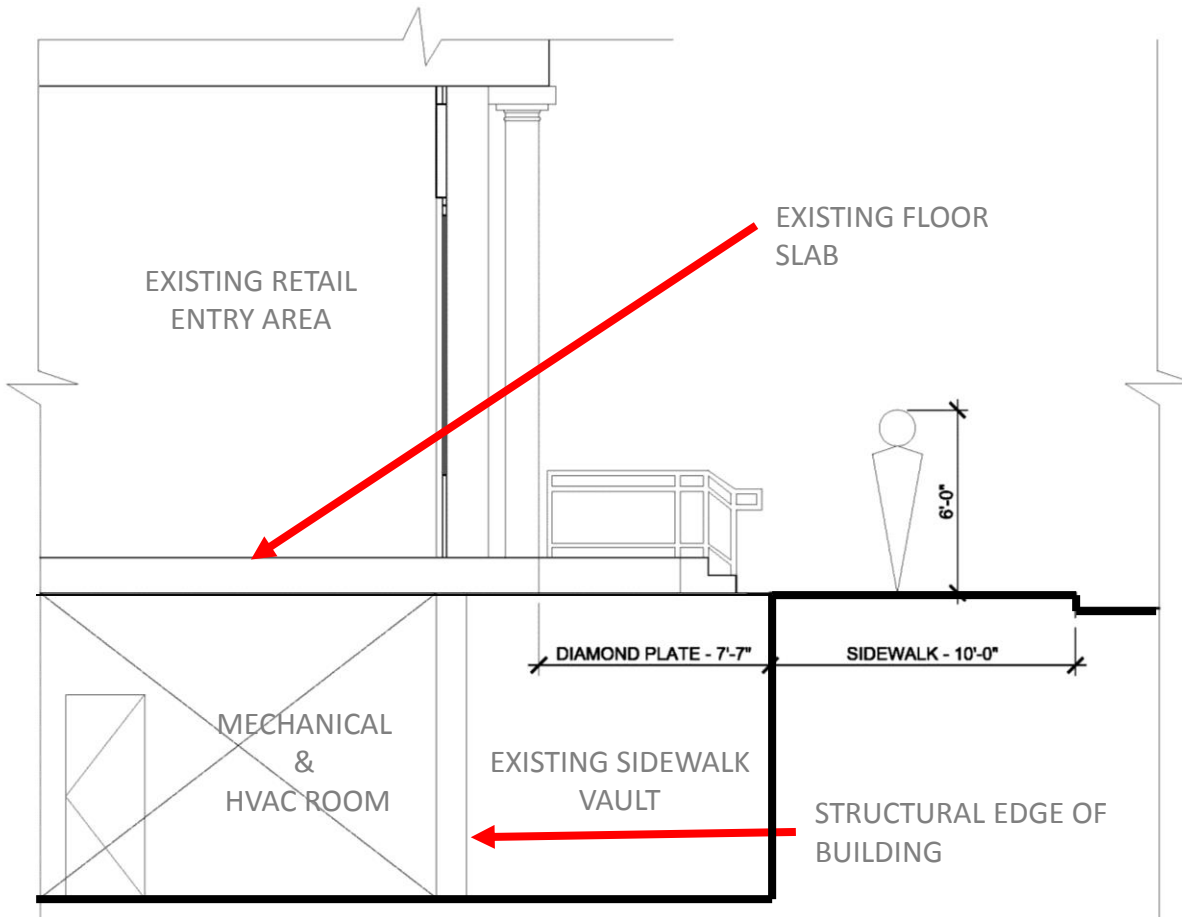 EXISTING FLOOR
SLAB
EXISTING RETAIL
ENTRY AREA
6'-0"
DIAMOND PLATE - 7'-7"
SIDEWALK - 10'-0"
MECHANICAL
&
HVAC ROOM
EXISTING SIDEWALK
VAULT
STRUCTURAL EDGE OF
BUILDING